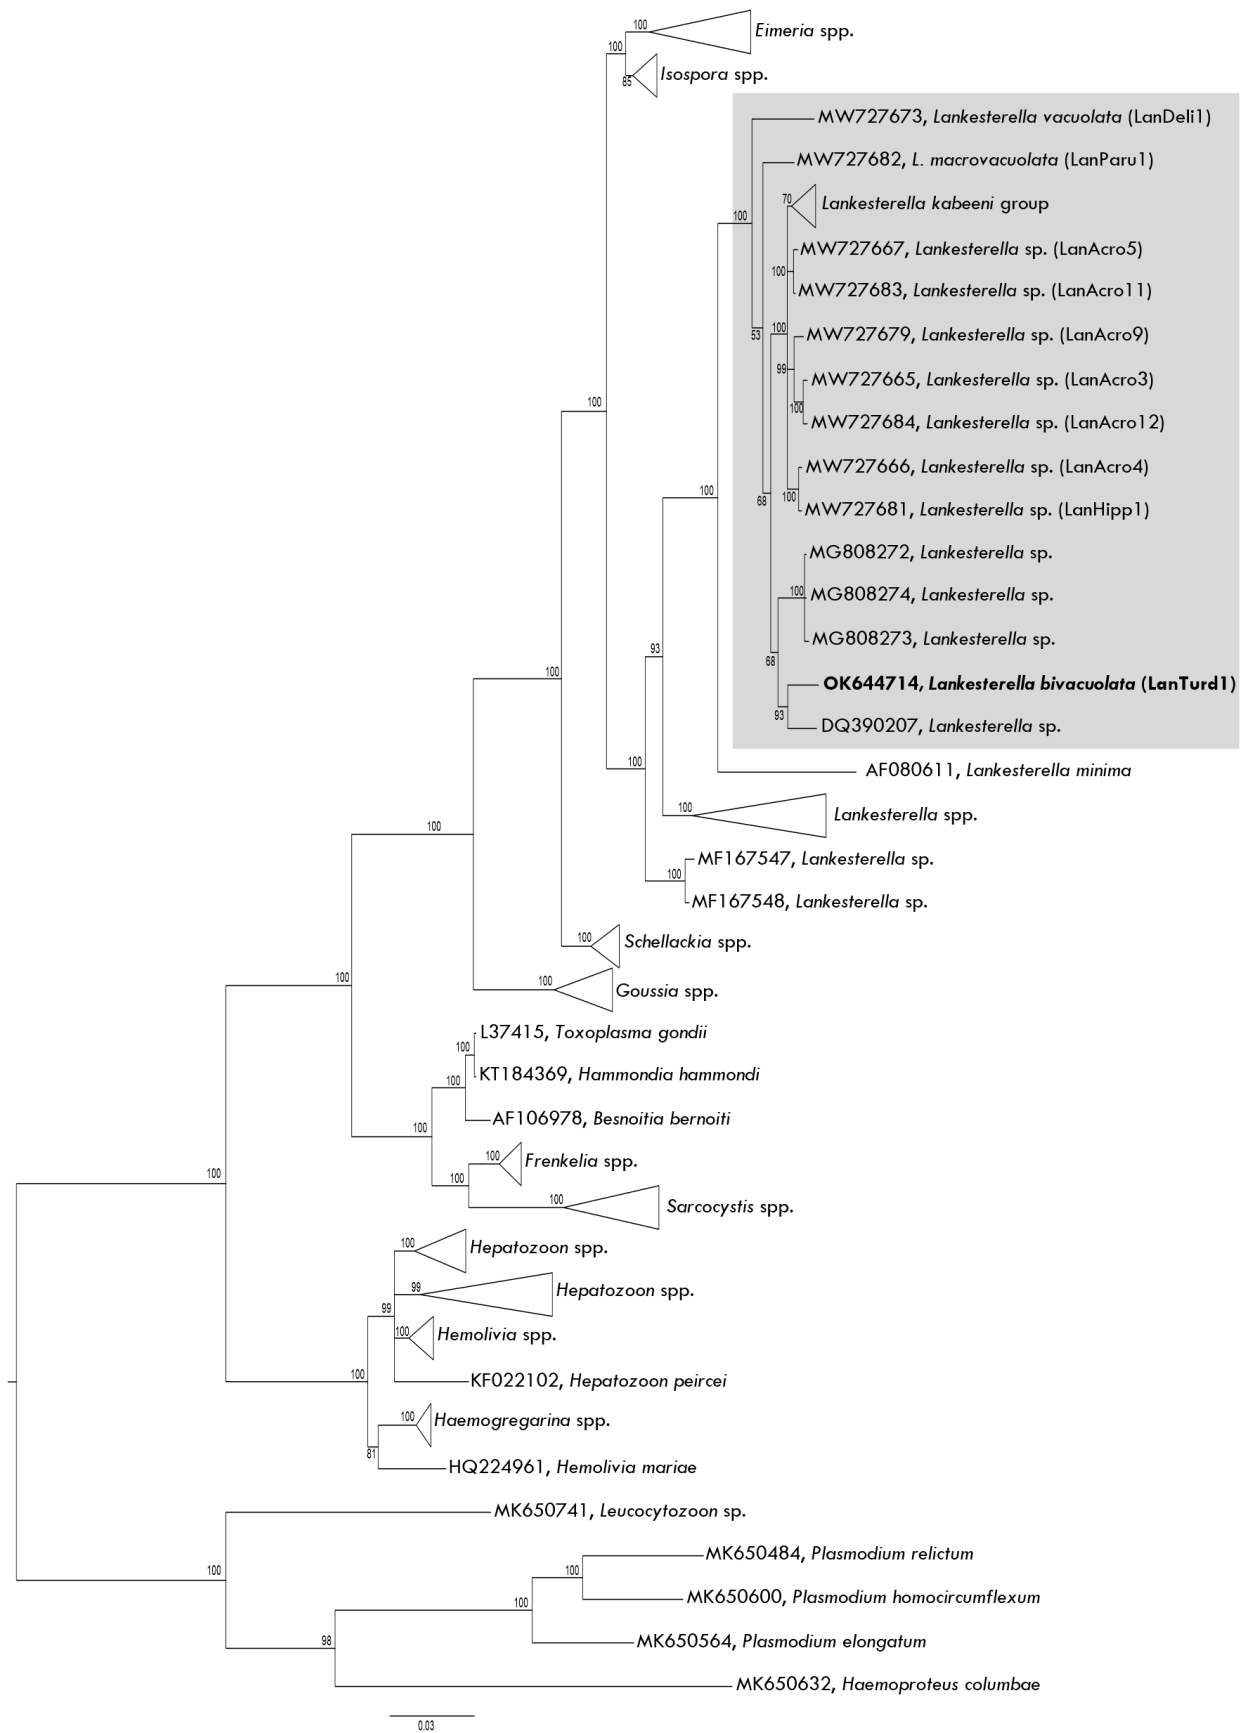 100
Eimeria spp.
100
85
Isospora spp.
MW727673, Lankesterella vacuolata (LanDeli1)
MW727682, L. macrovacuolata (LanParu1)
70
Lankesterella kabeeni group
100
MW727667, Lankesterella sp. (LanAcro5)
100
MW727683, Lankesterella sp. (LanAcro11)
53
100
MW727679, Lankesterella sp. (LanAcro9)
99
MW727665, Lankesterella sp. (LanAcro3)
100
100
MW727684, Lankesterella sp. (LanAcro12)
MW727666, Lankesterella sp. (LanAcro4)
100
68
100
MW727681, Lankesterella sp. (LanHipp1)
MG808272, Lankesterella sp.
100
MG808274, Lankesterella sp.
MG808273, Lankesterella sp.
93
68
100
OK644714, Lankesterella bivacuolata (LanTurd1)
93
DQ390207, Lankesterella sp.
100
AF080611, Lankesterella minima
100
Lankesterella spp.
100
MF167547, Lankesterella sp.
100
MF167548, Lankesterella sp.
100
Schellackia spp.
100
100
Goussia spp.
L37415, Toxoplasma gondii
100
KT184369, Hammondia hammondi
100
AF106978, Besnoitia bernoiti
100
100
Frenkelia spp.
100
100
100
Sarcocystis spp.
100
Hepatozoon spp.
99
Hepatozoon spp.
99
100
Hemolivia spp.
100
KF022102, Hepatozoon peircei
100
Haemogregarina spp.
81
HQ224961, Hemolivia mariae
MK650741, Leucocytozoon sp.
MK650484, Plasmodium relictum
100
100
MK650600, Plasmodium homocircumflexum
100
98
MK650564, Plasmodium elongatum
MK650632, Haemoproteus columbae
0.03